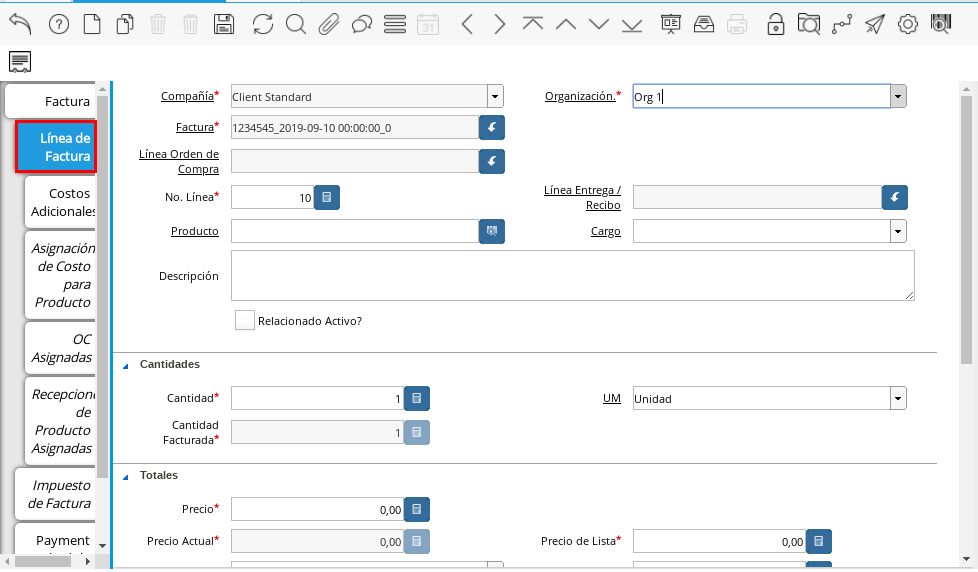 31
Factura
Línea de
Factura
Costos
Adicionales
Asignación
de Costo
para
Producto
OC
Asignadas
Recepcione
de
Producto
Asignadas
Impuesto
de Factura
Payment
Compañía* Client Standard Organización.* Org 1
Factura* 1234545_2019-09-10 00:00:00_0
Línea Orden de
Compra
No. Línea* 10 Línea Entrega /
Recibo
Producto Cargo
Descripción
Relacionado Activo?
Cantidades
Cantidad* 1 UM Unidad
Cantidad
Facturada* 1
Totales
Precio* 0,00
Precio Actual* 0,00 Precio de Lista* 0,00